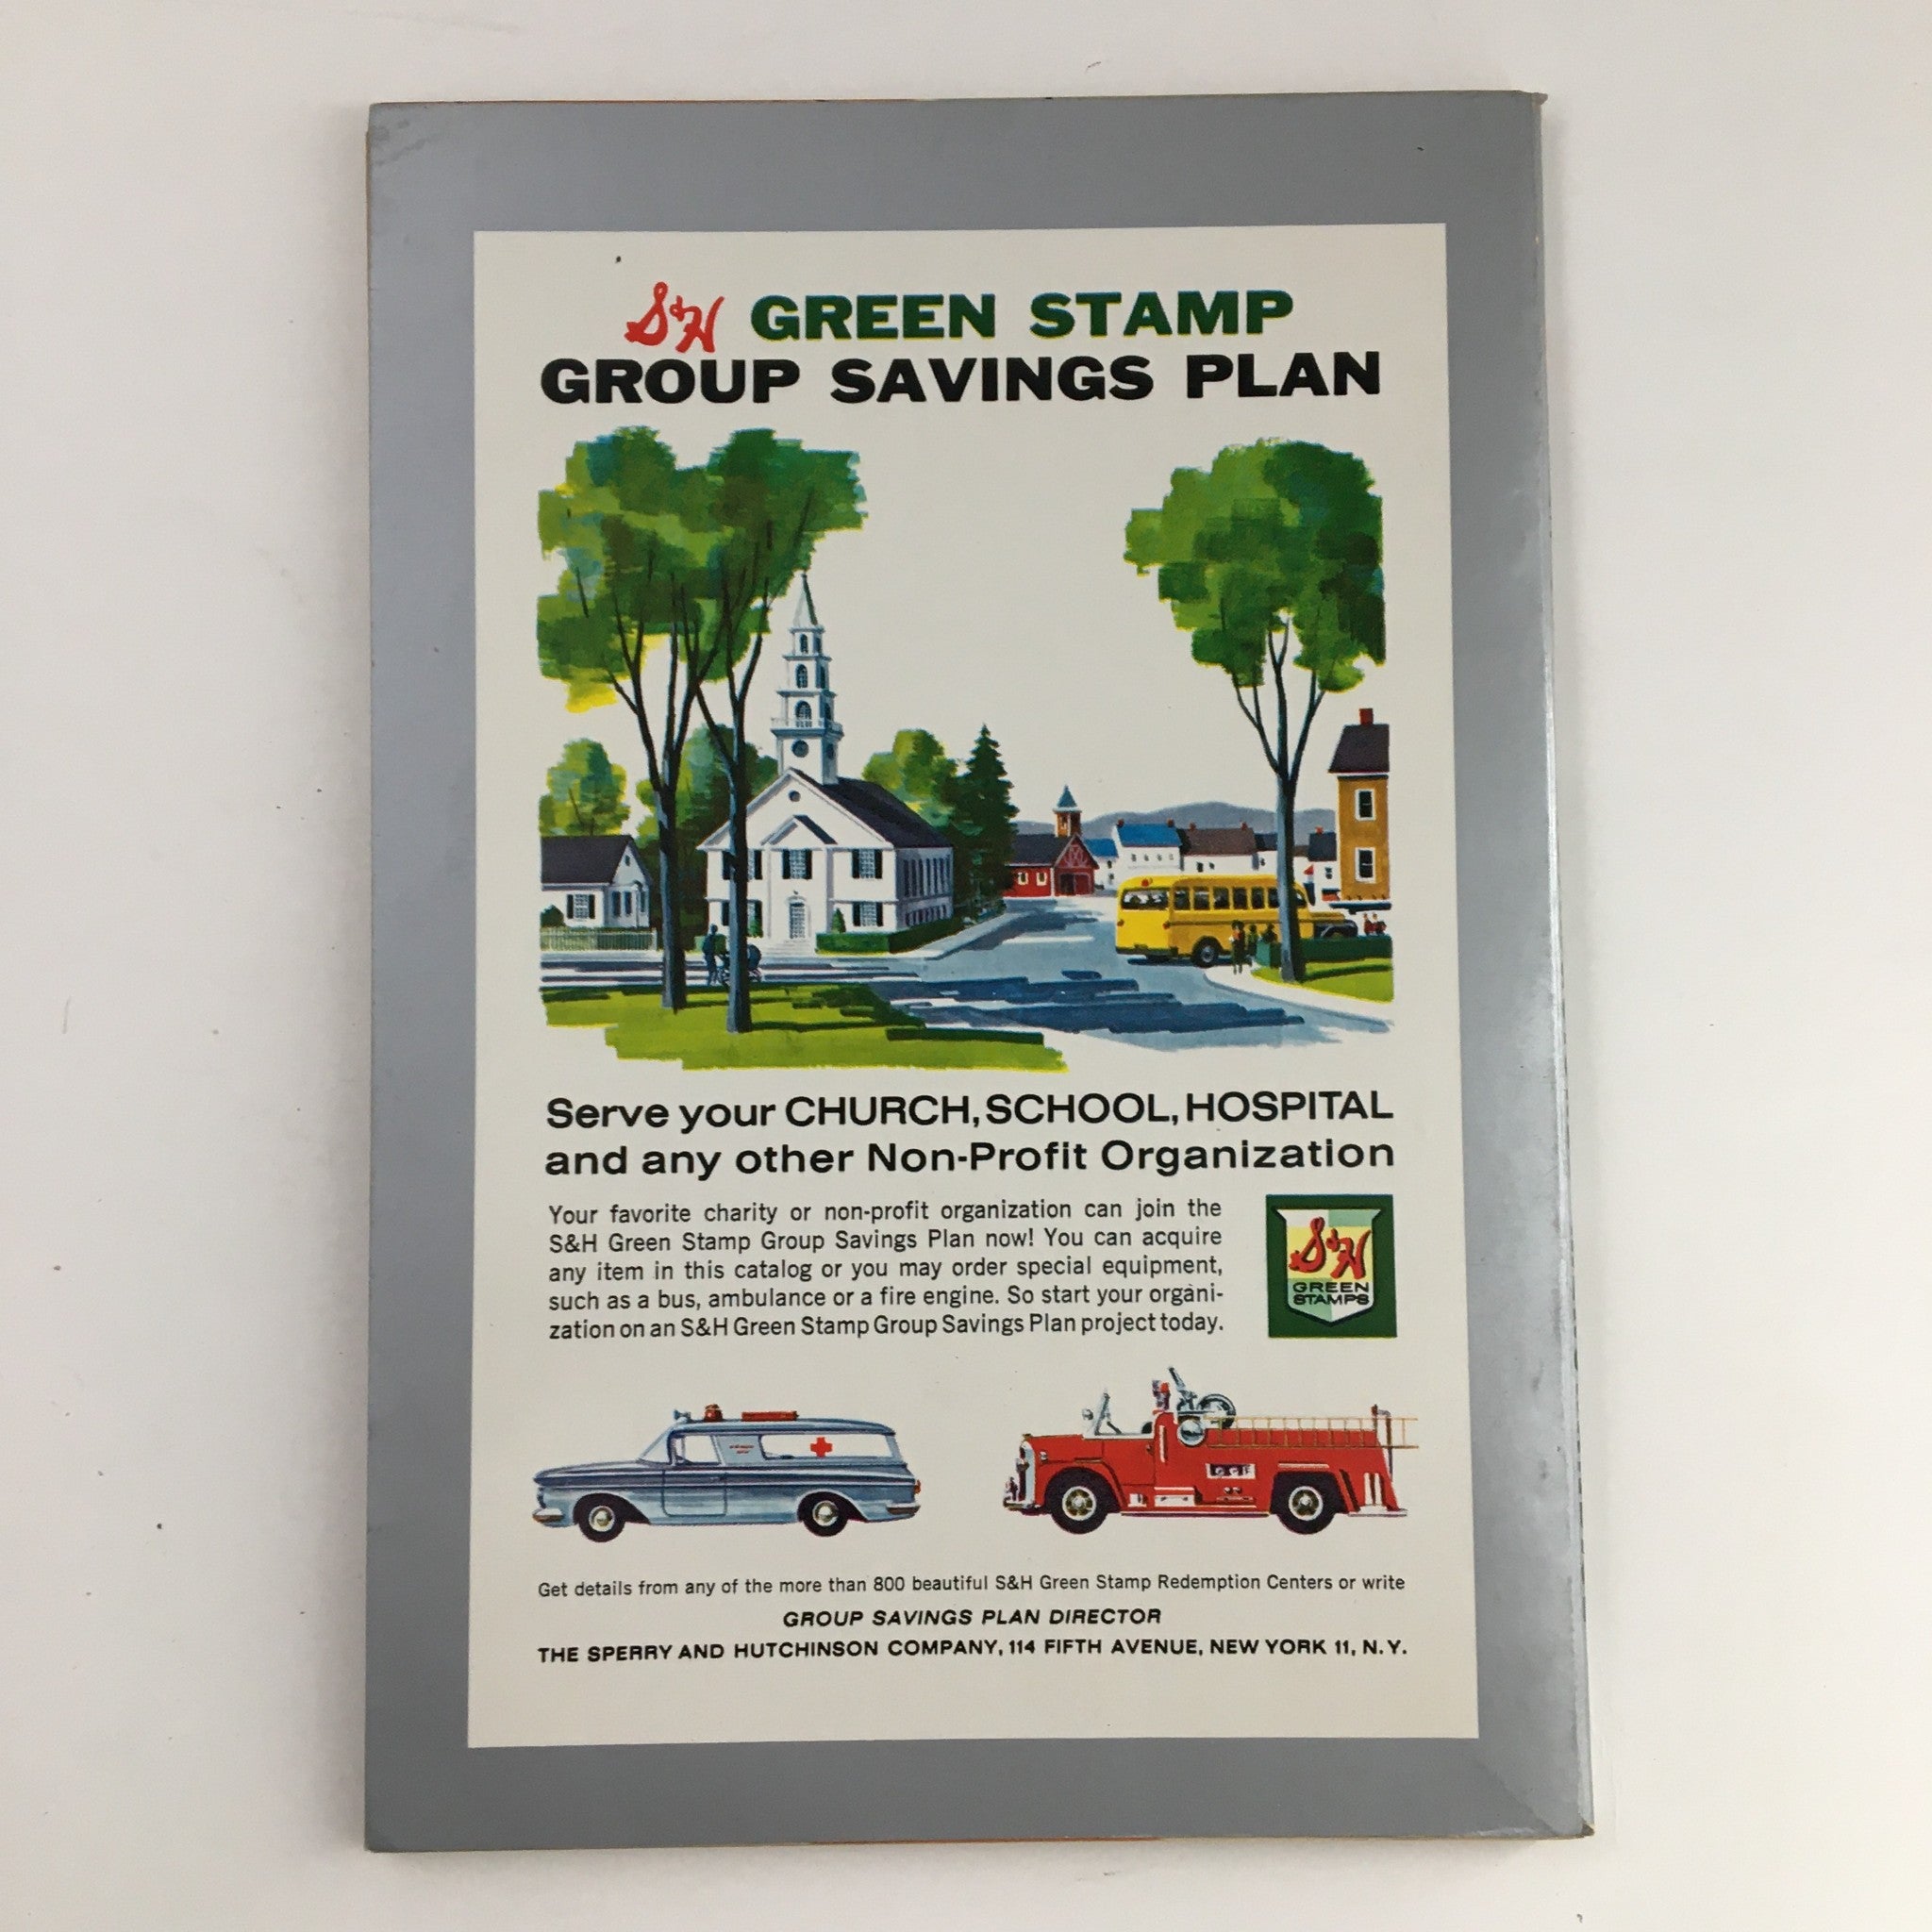 S&H GREEN STAMP
GROUP SAVINGS PLAN
Serve your CHURCH, SCHOOL, HOSPITAL
and any other Non-Profit Organization
Your favorite charity or non-profit organization can join the
S&H Green Stamp Group Savings Plan now! You can acquire
any item in this catalog or you may order special equipment,
such as a bus, ambulance or a fire engine. So start your organi-
zation on an S&H Green Stamp Group Savings Plan project today.
S&H
GREEN
STAMPS
Get details from any of the more than 800 beautiful S&H Green Stamp Redemption Centers or write
GROUP SAVINGS PLAN DIRECTOR
THE SPERRY AND HUTCHINSON COMPANY, 114 FIFTH AVENUE, NEW YORK 11, N.Y.